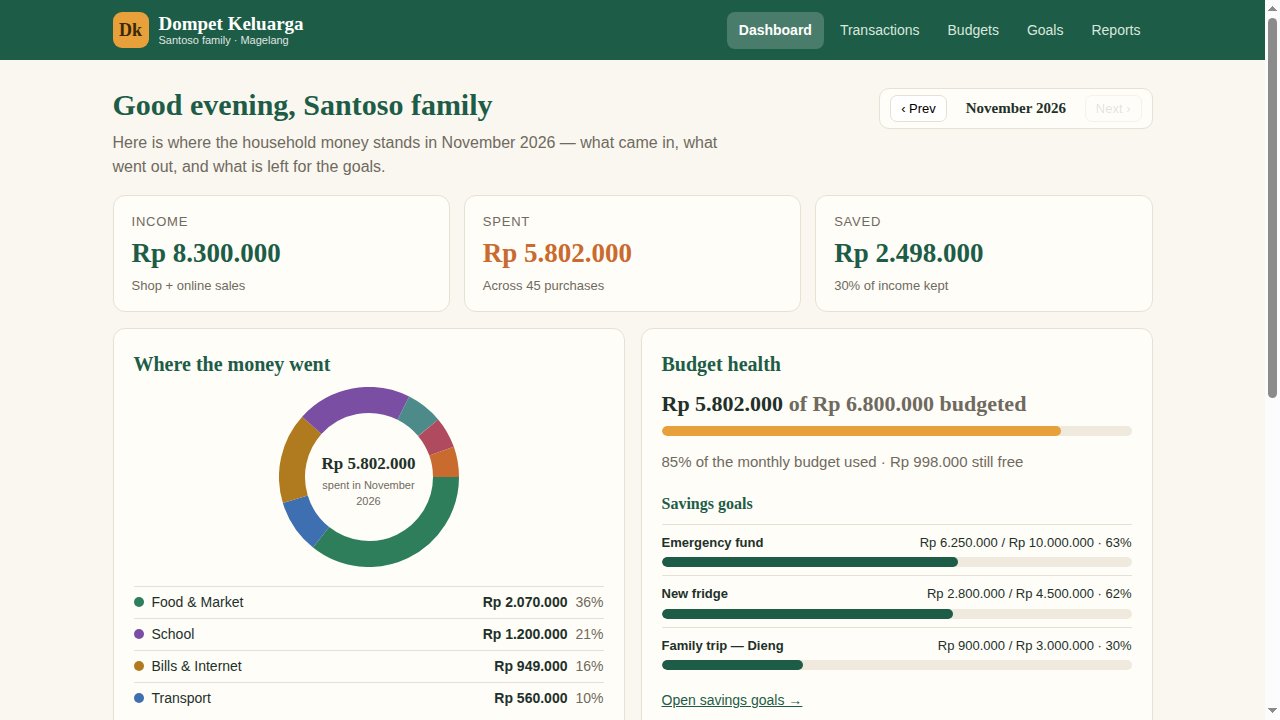 Dk
Dompet Keluarga
Santoso family · Magelang
Dashboard
Transactions
Budgets
Goals
Reports
Good evening, Santoso family
Here is where the household money stands in November 2026 — what came in, what
went out, and what is left for the goals.
‹ Prev
November 2026
Next ›
INCOME
Rp 8.300.000
Shop + online sales
SPENT
Rp 5.802.000
Across 45 purchases
SAVED
Rp 2.498.000
30% of income kept
Where the money went
Rp 5.802.000
spent in November
2026
Food & Market Rp 2.070.000 36%
School Rp 1.200.000 21%
Bills & Internet Rp 949.000 16%
Transport Rp 560.000 10%
Budget health
Rp 5.802.000 of Rp 6.800.000 budgeted
85% of the monthly budget used · Rp 998.000 still free
Savings goals
Emergency fund Rp 6.250.000 / Rp 10.000.000 · 63%
New fridge Rp 2.800.000 / Rp 4.500.000 · 62%
Family trip — Dieng Rp 900.000 / Rp 3.000.000 · 30%
Open savings goals →